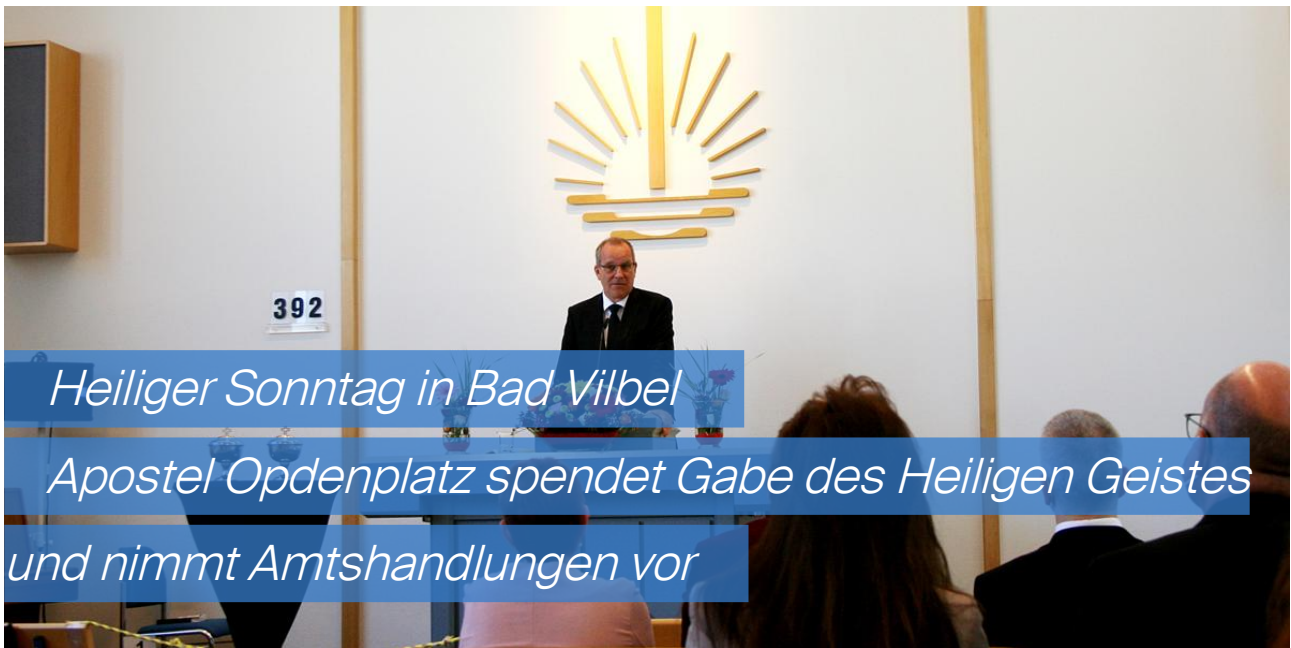 392
Heiliger Sonntag in Bad Vilbel
Apostel Opdenplatz spendet Gabe des Heiligen Geistes
und nimmt Amtshandlungen vor